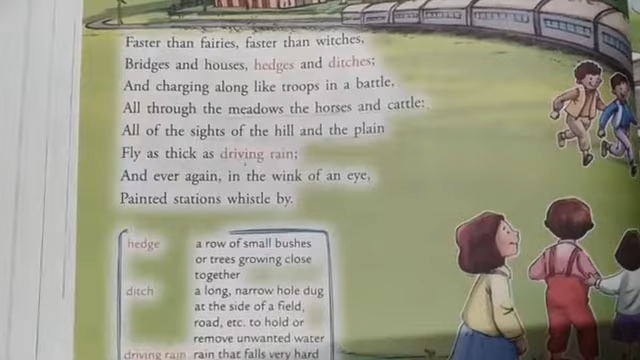 Faster than fairies, faster than witches,
Bridges and houses, hedges and ditches;
And charging along like troops in a battle,
All through the meadows the horses and cattle:
All of the sights of the hill and the plain
Fly as thick as driving rain;
And ever again, in the wink of an eye,
Painted stations whistle by.
hedge a row of small bushes
or trees growing close
together
ditch a long, narrow hole dug
at the side of a field,
road, etc. to hold or
remove unwanted water
driving rain rain that falls very hard